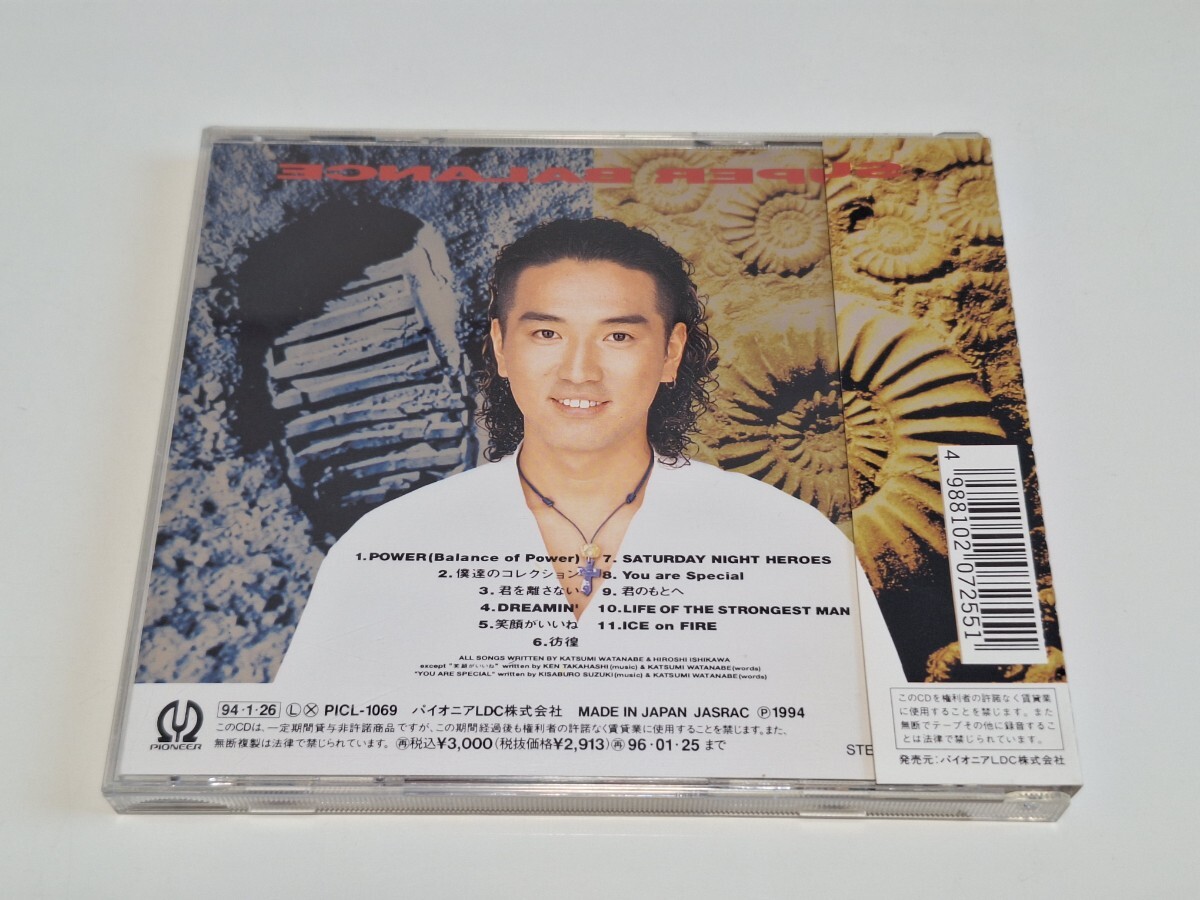 SUPER BALANCE
1. POWER (Balance of Power)
2. 僕達のコレクション
3. 君を離さない
4. DREAMIN'
5. 笑顔がいいね
6. 彷徨
7. SATURDAY NIGHT HEROES
8. You are Special
9. 君のもとへ
10. LIFE OF THE STRONGEST MAN
11. ICE on FIRE
ALL SONGS WRITTEN BY KATSUMI WATANABE & HIROSHI ISHIKAWA
except "笑顔がいいね" written by KEN TAKAHASHI (music) & KATSUMI WATANABE (words)
"YOU ARE SPECIAL" written by KISABURO SUZUKI (music) & KATSUMI WATANABE (words)
PIONEER
94・1・26 Ⓛ Ⓧ PICL-1069 パイオニアLDC株式会社 MADE IN JAPAN JASRAC Ⓟ1994
このCDは、一定期間貸与非許諾商品ですが、この期間経過後も権利者の許諾なく賃貸業に使用することを禁じます。また、
無断複製は法律で禁じられています。 再 税込¥3,000 (税抜価格¥2,913) 再 96・01・25 まで
STE
4 988102 072551
このCDを権利者の許諾なく賃貸業
に使用することを禁じます。また
無断でテープその他に録音するこ
とは法律で禁じられています。
発売元:パイオニアLDC株式会社